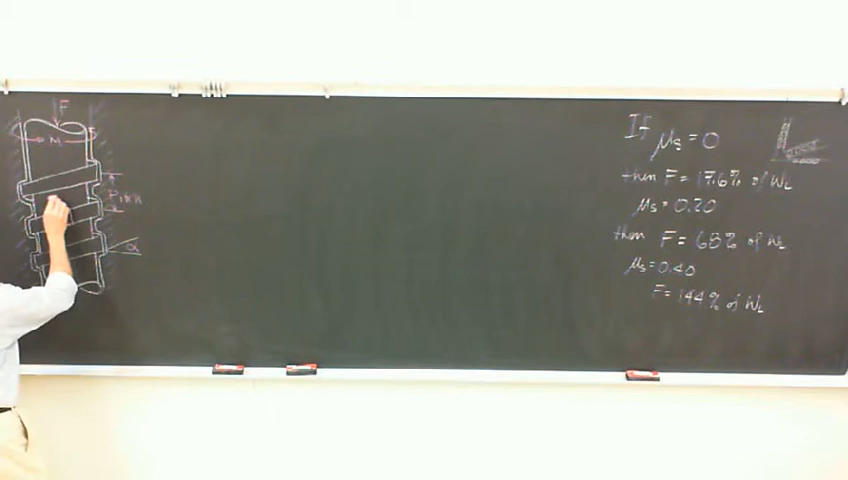 F
M
Pitch
α
If μs = 0
then F = 17.6% of WL
μs = 0.20
then F = 68% of WL
μs = 0.40
F = 144% of WL